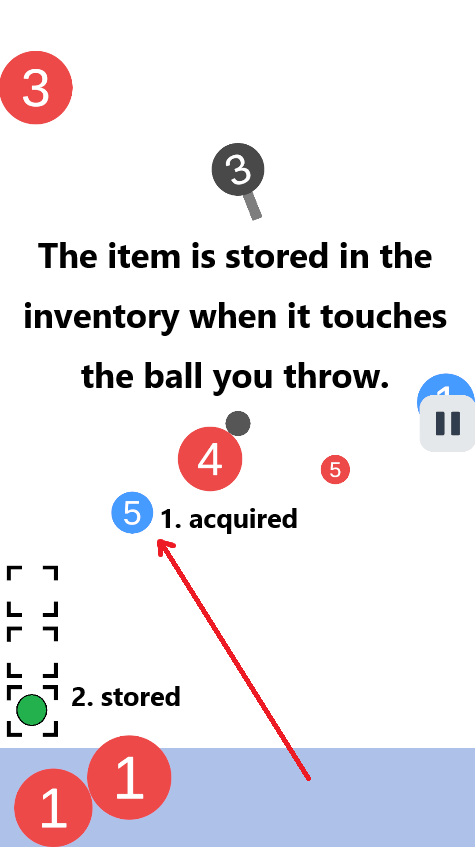 3
3
The item is stored in the
inventory when it touches
the ball you throw.
4
5
5 1. acquired
2. stored
1
1